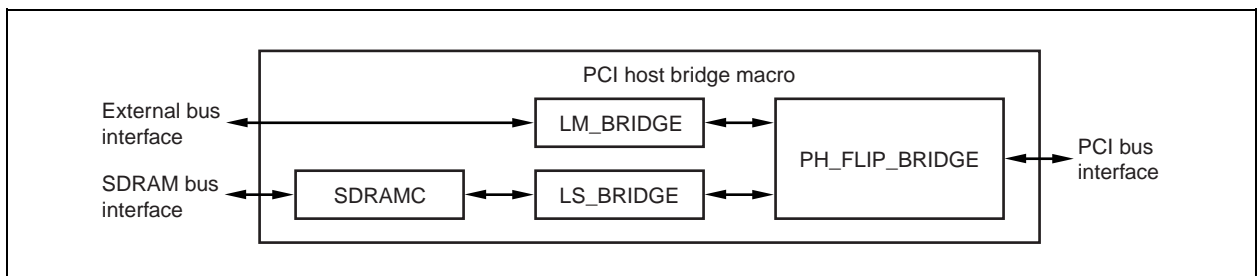 PCI host bridge macro
External bus
interface
LM_BRIDGE
PH_FLIP_BRIDGE
PCI bus
interface
SDRAM bus
interface
SDRAMC
LS_BRIDGE